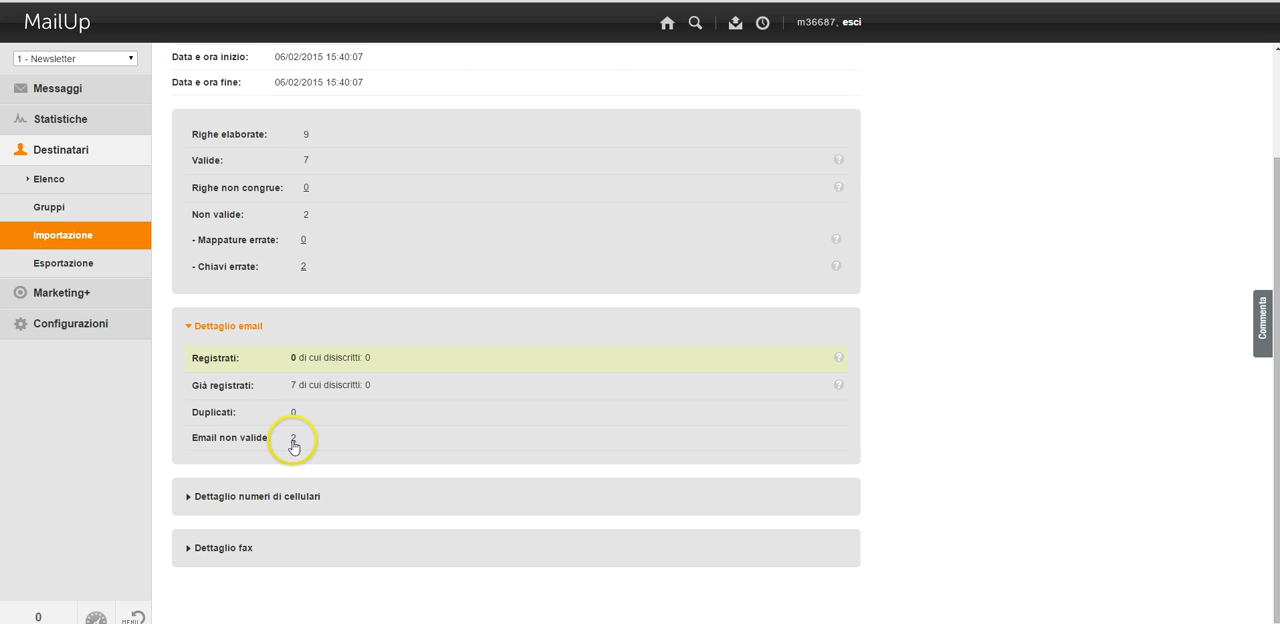 MailUp
m36687, esci
1 - Newsletter
Messaggi
Statistiche
Destinatari
Elenco
Gruppi
Importazione
Esportazione
Marketing+
Configurazioni
0
MENU
Data e ora inizio: 06/02/2015 15:40:07
Data e ora fine: 06/02/2015 15:40:07
Righe elaborate: 9
Valide: 7 ?
Righe non congrue: 0 ?
Non valide: 2
- Mappature errate: 0 ?
- Chiavi errate: 2 ?
Dettaglio email
Registrati: 0 di cui disiscritti: 0 ?
Già registrati: 7 di cui disiscritti: 0 ?
Duplicati: 0
Email non valide 2
Dettaglio numeri di cellulari
Dettaglio fax
Commenta